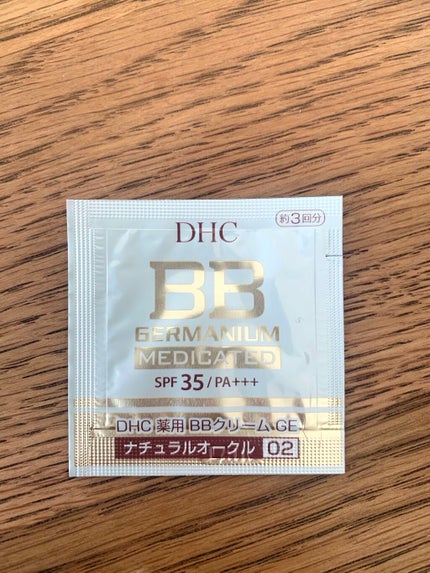 約3回分
DHC
BB
GERMANIUM
MEDICATED
SPF 35/PA+++
DHC 薬用 BBクリーム GE
ナチュラルオークル 02